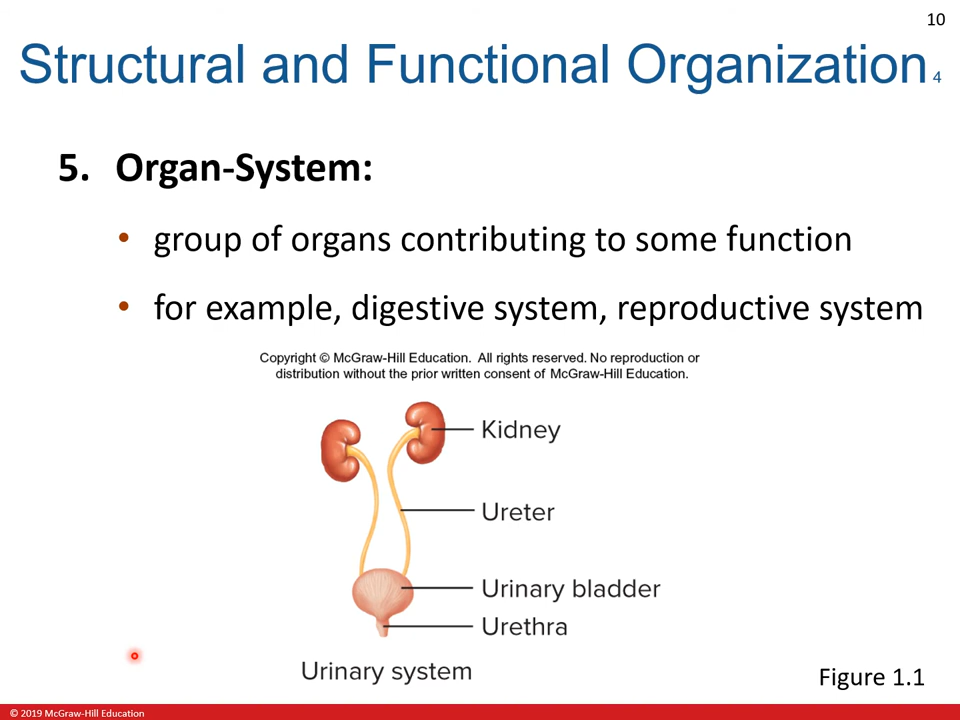 10
Structural and Functional Organization 4
5. Organ-System:
• group of organs contributing to some function
• for example, digestive system, reproductive system
Copyright © McGraw-Hill Education. All rights reserved. No reproduction or
distribution without the prior written consent of McGraw-Hill Education.
Kidney
Ureter
Urinary bladder
Urethra
Urinary system
Figure 1.1
© 2019 McGraw-Hill Education